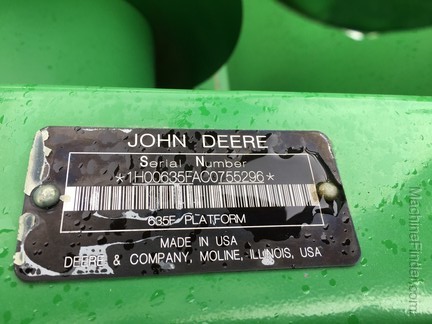 JOHN DEERE
Serial Number
*1H00635FAC0755296*
635F PLATFORM
MADE IN USA
DEERE & COMPANY, MOLINE, ILLINOIS, USA
MachineFinder.com